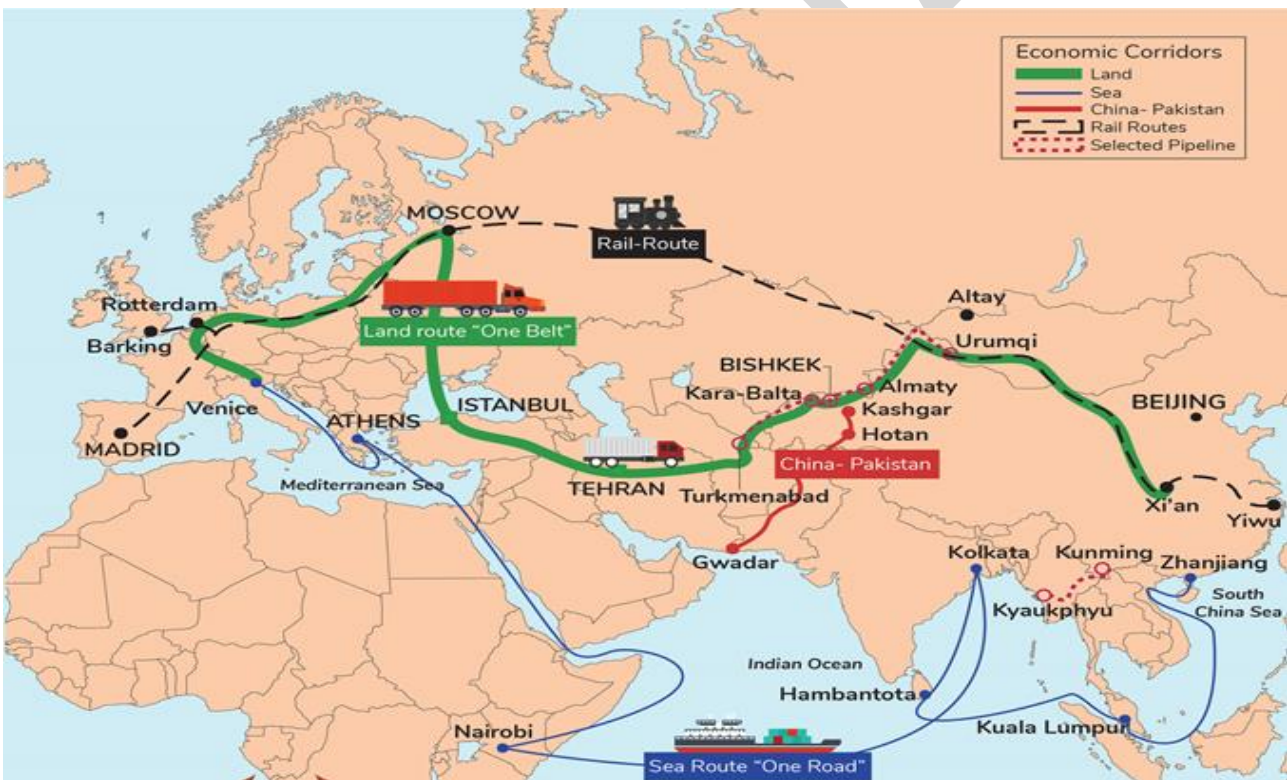 Economic Corridors
Land
Sea
China- Pakistan
Rail Routes
Selected Pipeline
MOSCOW
Rail-Route
Rotterdam
Altay
Barking
Land route "One Belt"
Urumqi
BISHKEK
Kara-Balta
Almaty
Venice
ISTANBUL
Kashgar
BEIJING
ATHENS
Hotan
MADRID
China- Pakistan
Mediterranean Sea
TEHRAN
Turkmenabad
Xi'an
Yiwu
Gwadar
Kolkata
Kunming
Zhanjiang
Kyaukphyu
South
China Sea
Indian Ocean
Hambantota
Nairobi
Kuala Lumpur
Sea Route "One Road"